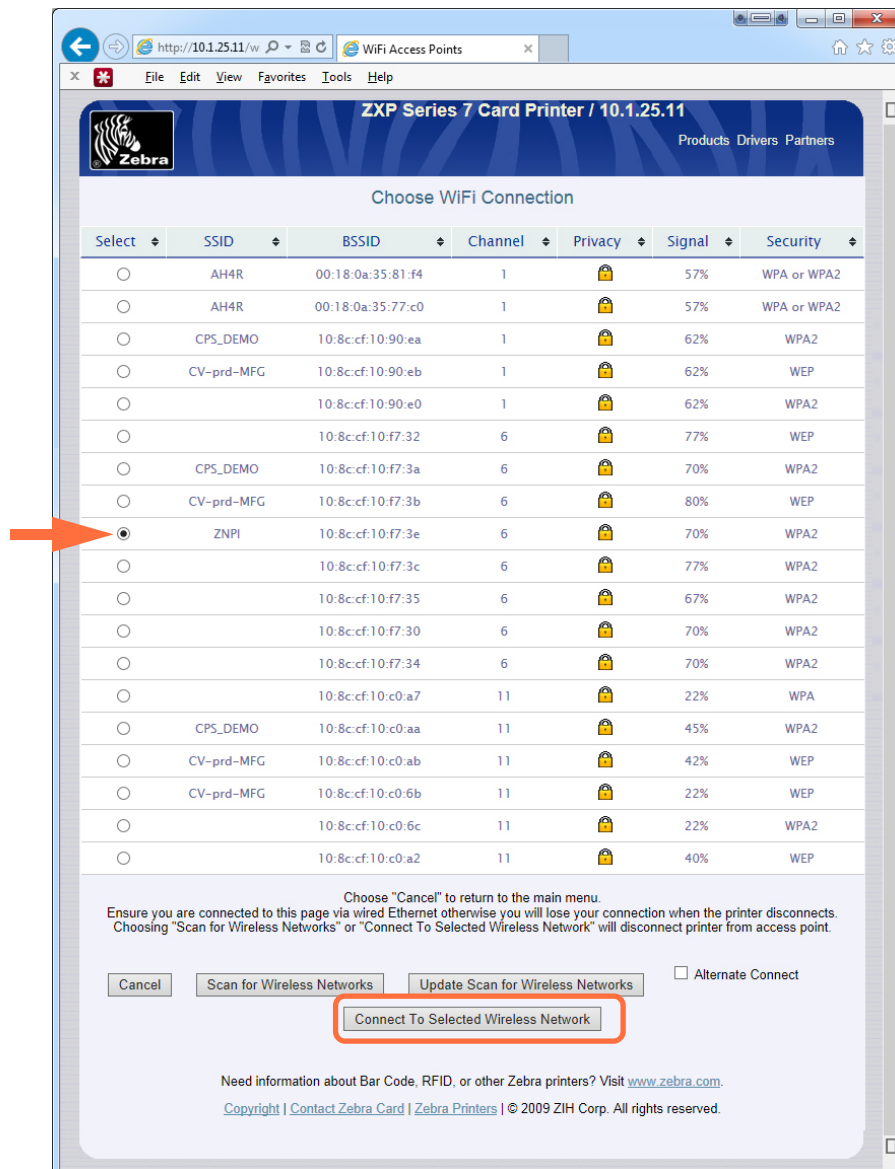 http://10.1.25.11/w
WiFi Access Points
File Edit View Favorites Tools Help
ZXP Series 7 Card Printer / 10.1.25.11
Zebra
®
Products Drivers Partners
Choose WiFi Connection
Select SSID BSSID Channel Privacy Signal Security
AH4R 00:18:0a:35:81:f4 1 57% WPA or WPA2
AH4R 00:18:0a:35:77:c0 1 57% WPA or WPA2
CPS_DEMO 10:8c:cf:10:90:ea 1 62% WPA2
CV-prd-MFG 10:8c:cf:10:90:eb 1 62% WEP
10:8c:cf:10:90:e0 1 62% WPA2
10:8c:cf:10:f7:32 6 77% WEP
CPS_DEMO 10:8c:cf:10:f7:3a 6 70% WPA2
CV-prd-MFG 10:8c:cf:10:f7:3b 6 80% WEP
ZNPI 10:8c:cf:10:f7:3e 6 70% WPA2
10:8c:cf:10:f7:3c 6 77% WPA2
10:8c:cf:10:f7:35 6 67% WPA2
10:8c:cf:10:f7:30 6 70% WPA2
10:8c:cf:10:f7:34 6 70% WPA2
10:8c:cf:10:c0:a7 11 22% WPA
CPS_DEMO 10:8c:cf:10:c0:aa 11 45% WPA2
CV-prd-MFG 10:8c:cf:10:c0:ab 11 42% WEP
CV-prd-MFG 10:8c:cf:10:c0:6b 11 22% WEP
10:8c:cf:10:c0:6c 11 22% WPA2
10:8c:cf:10:c0:a2 11 40% WEP
Choose "Cancel" to return to the main menu.
Ensure you are connected to this page via wired Ethernet otherwise you will lose your connection when the printer disconnects.
Choosing "Scan for Wireless Networks" or "Connect To Selected Wireless Network" will disconnect printer from access point.
Cancel Scan for Wireless Networks Update Scan for Wireless Networks Alternate Connect
Connect To Selected Wireless Network
Need information about Bar Code, RFID, or other Zebra printers? Visit www.zebra.com.
Copyright | Contact Zebra Card | Zebra Printers | © 2009 ZIH Corp. All rights reserved.